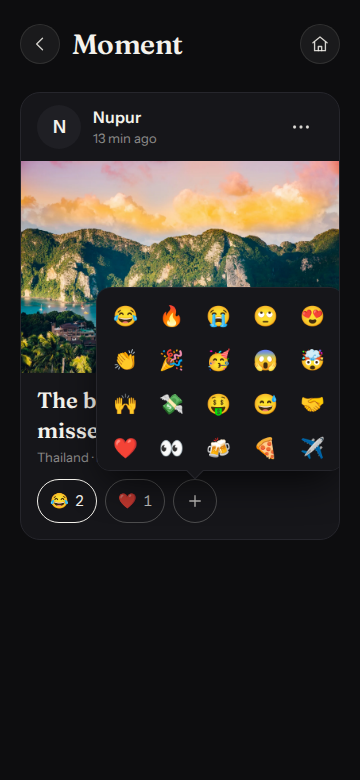 Moment
N
Nupur
13 min ago
The b
misse
Thailand ·
😂 2
❤️ 1